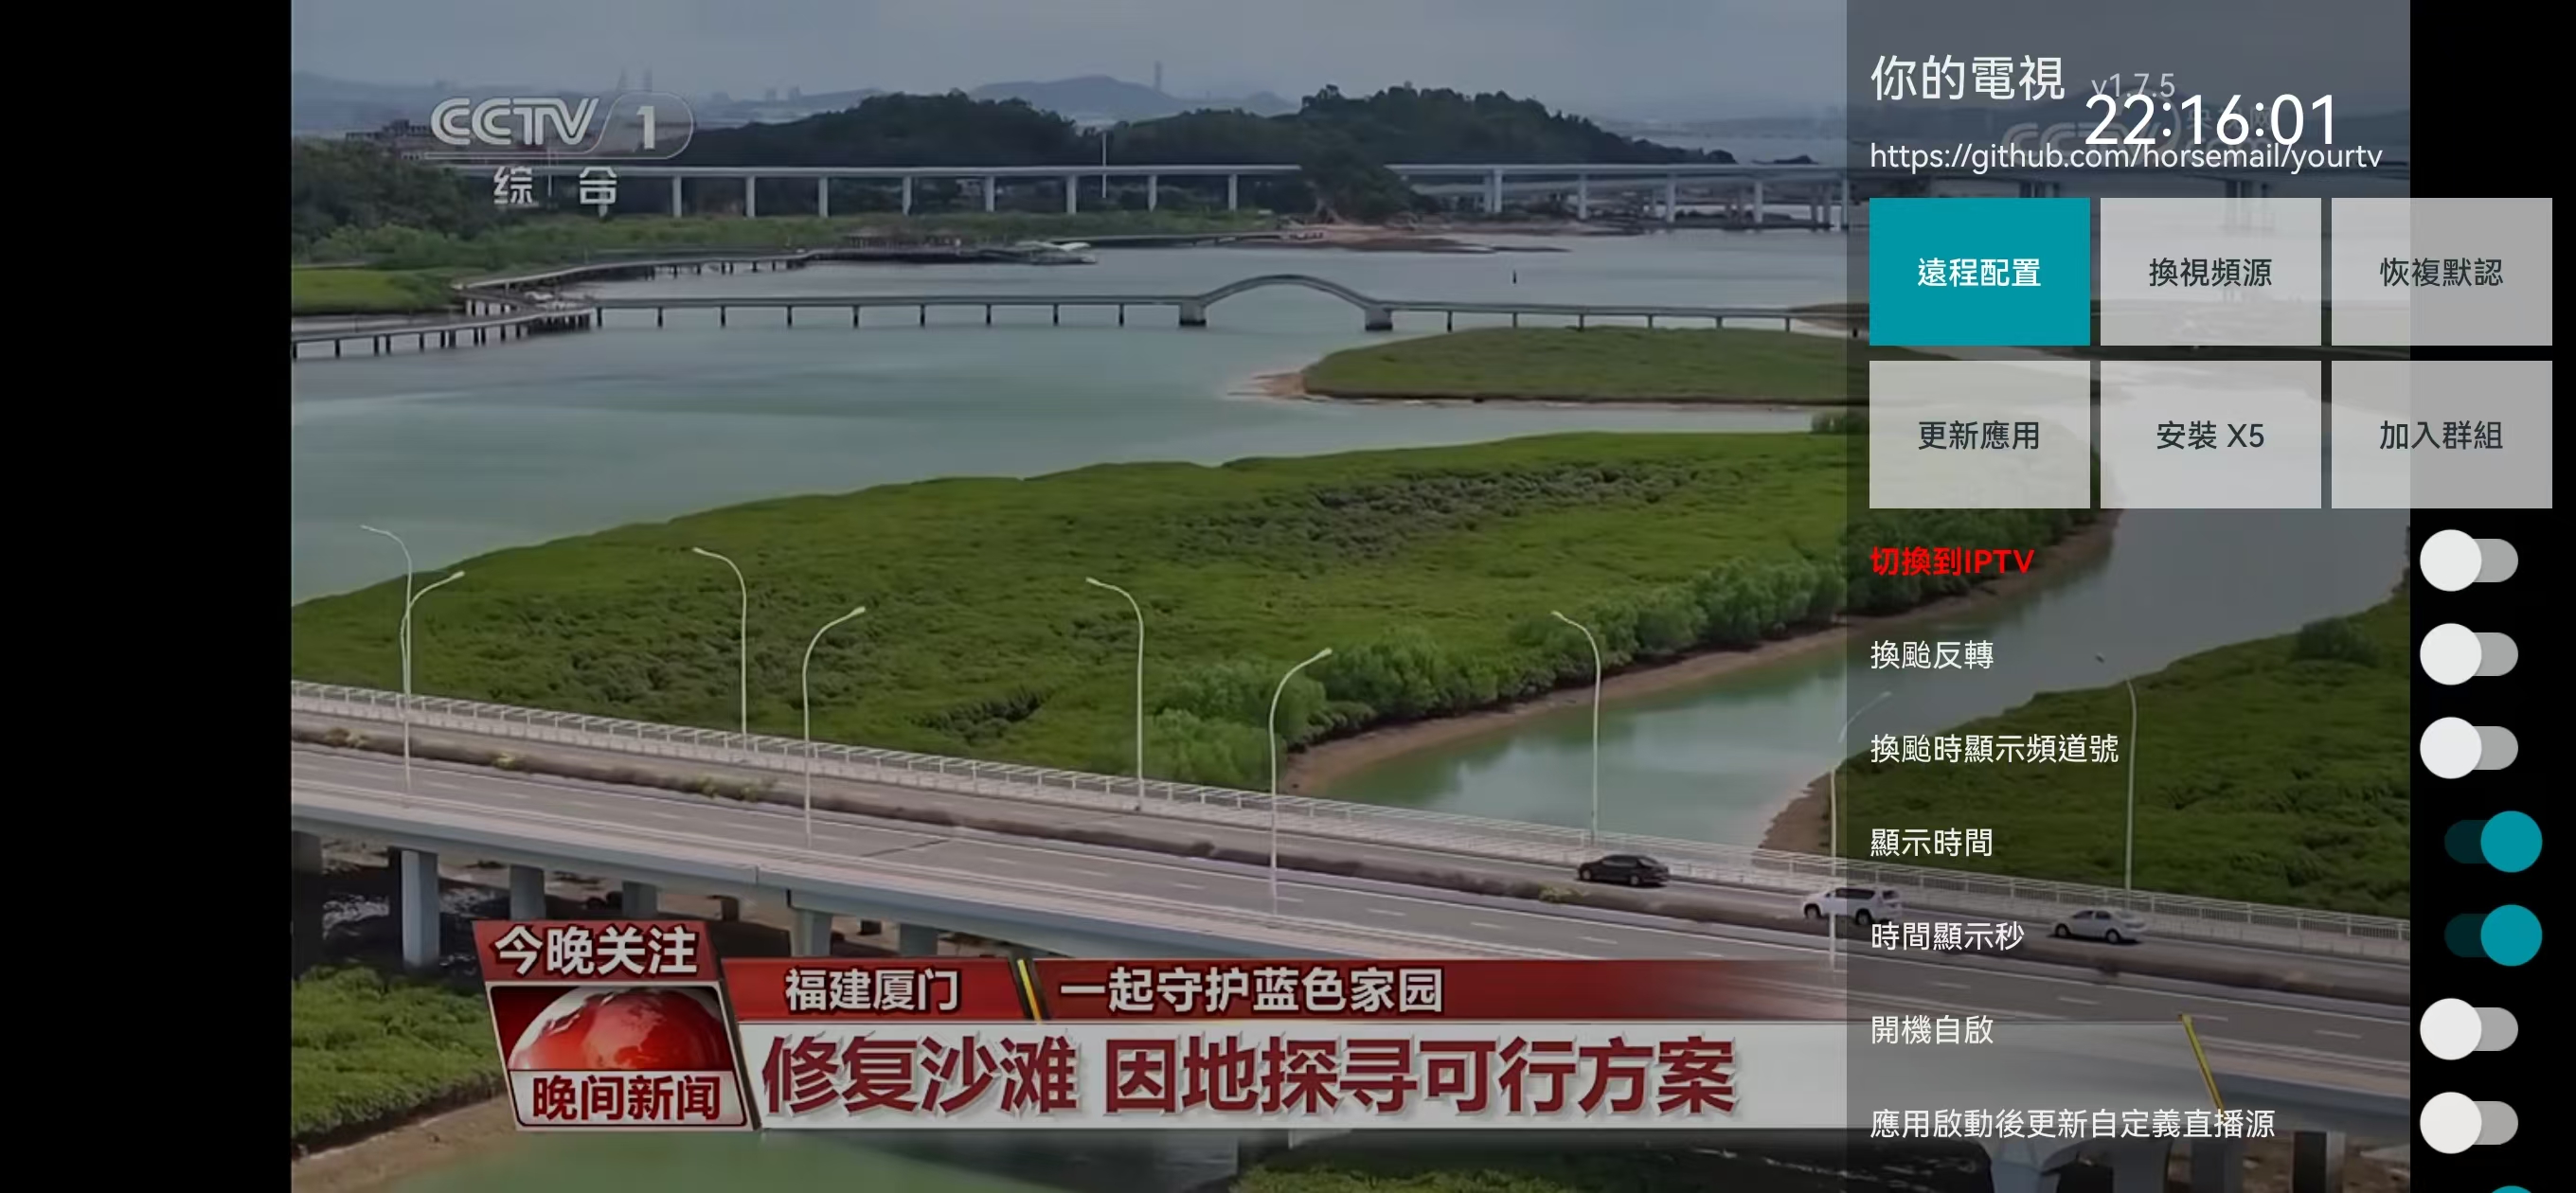 CCTV 1
综合
你的電視 v1.7.5
22:16:01
https://github.com/horsemail/yourtv
遠程配置 換視頻源 恢複默認
更新應用 安裝 X5 加入群組
切換到IPTV
換颱反轉
換颱時顯示頻道號
顯示時間
時間顯示秒
開機自啟
應用啟動後更新自定義直播源
今晚关注
福建厦门 一起守护蓝色家园
修复沙滩 因地探寻可行方案
晚间新闻